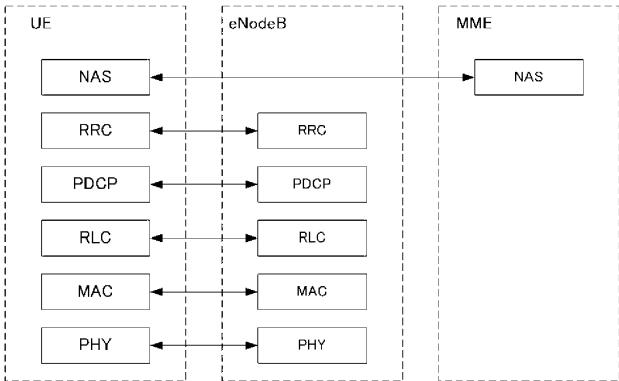 UE eNodeB MME
NAS NAS
RRC RRC
PDCP PDCP
RLC RLC
MAC MAC
PHY PHY